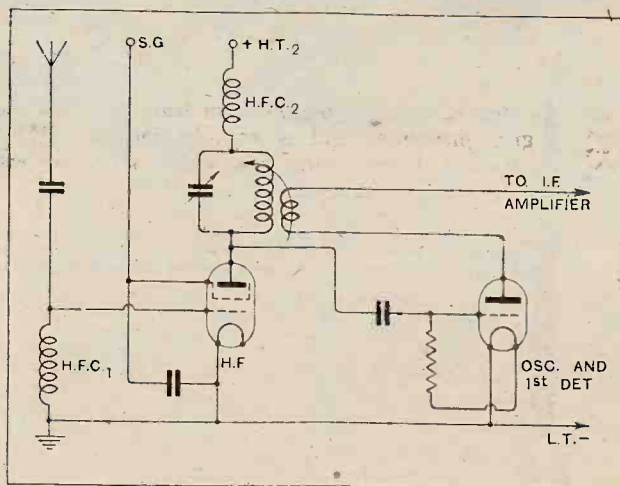 S.G
+ H.T.2
H.F.C.2
TO I.F.
AMPLIFIER
H.F.C.1
H.F
OSC. AND
1st DET
L.T.-